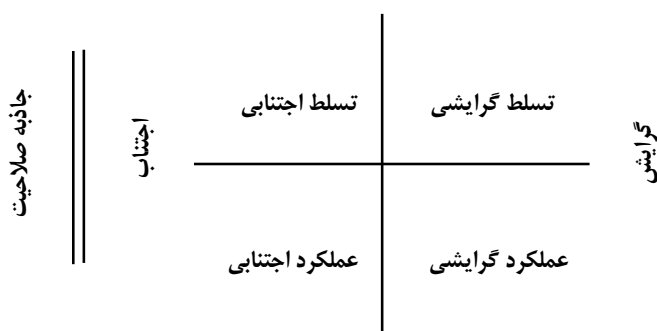 تسلط گرایشی
تسلط اجتنابی
گرایش
اجتناب
جاذبه صلاحیت
عملکرد گرایشی
عملکرد اجتنابی